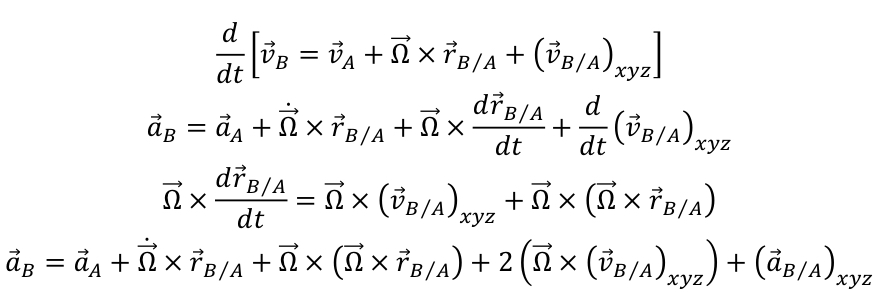 d/dt [v⃗_B = v⃗_A + Ω⃗ × r⃗_{B/A} + (v⃗_{B/A})_{xyz}]
a⃗_B = a⃗_A + Ω⃗̇ × r⃗_{B/A} + Ω⃗ × dr⃗_{B/A}/dt + d/dt (v⃗_{B/A})_{xyz}
Ω⃗ × dr⃗_{B/A}/dt = Ω⃗ × (v⃗_{B/A})_{xyz} + Ω⃗ × (Ω⃗ × r⃗_{B/A})
a⃗_B = a⃗_A + Ω⃗̇ × r⃗_{B/A} + Ω⃗ × (Ω⃗ × r⃗_{B/A}) + 2 (Ω⃗ × (v⃗_{B/A})_{xyz}) + (a⃗_{B/A})_{xyz}